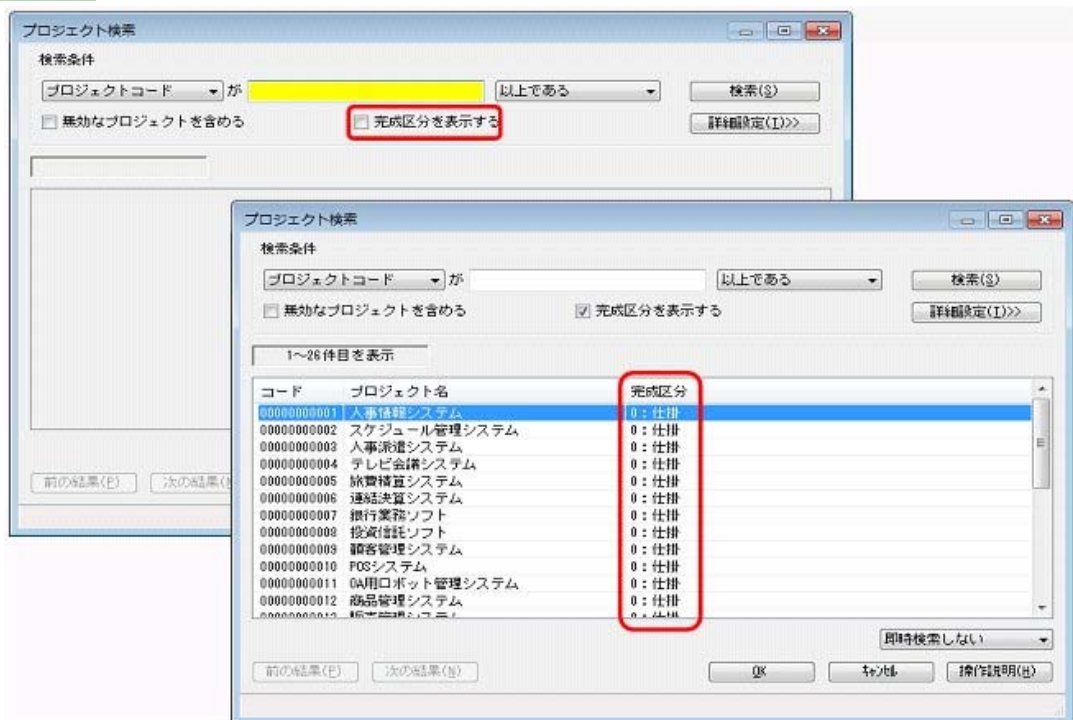 プロジェクト検索
検索条件
プロジェクトコード が 以上である 検索(S)
無効なプロジェクトを含める 完成区分を表示する 詳細設定(I)>>
前の結果(P) 次の結果(
プロジェクト検索
検索条件
プロジェクトコード が 以上である 検索(S)
無効なプロジェクトを含める 完成区分を表示する 詳細設定(I)>>
1～26件目を表示
コード プロジェクト名 完成区分
00000000001 人事情報システム 0：仕掛
00000000002 スケジュール管理システム 0：仕掛
00000000003 人事派遣システム 0：仕掛
00000000004 テレビ会議システム 0：仕掛
00000000005 旅費精算システム 0：仕掛
00000000006 連結決算システム 0：仕掛
00000000007 銀行業務ソフト 0：仕掛
00000000008 投資信託ソフト 0：仕掛
00000000009 顧客管理システム 0：仕掛
00000000010 POSシステム 0：仕掛
00000000011 OA用ロボット管理システム 0：仕掛
00000000012 商品管理システム 0：仕掛
00000000013 販売管理システム 0：仕掛
即時検索しない
前の結果(P) 次の結果(N) OK キャンセル 操作説明(H)